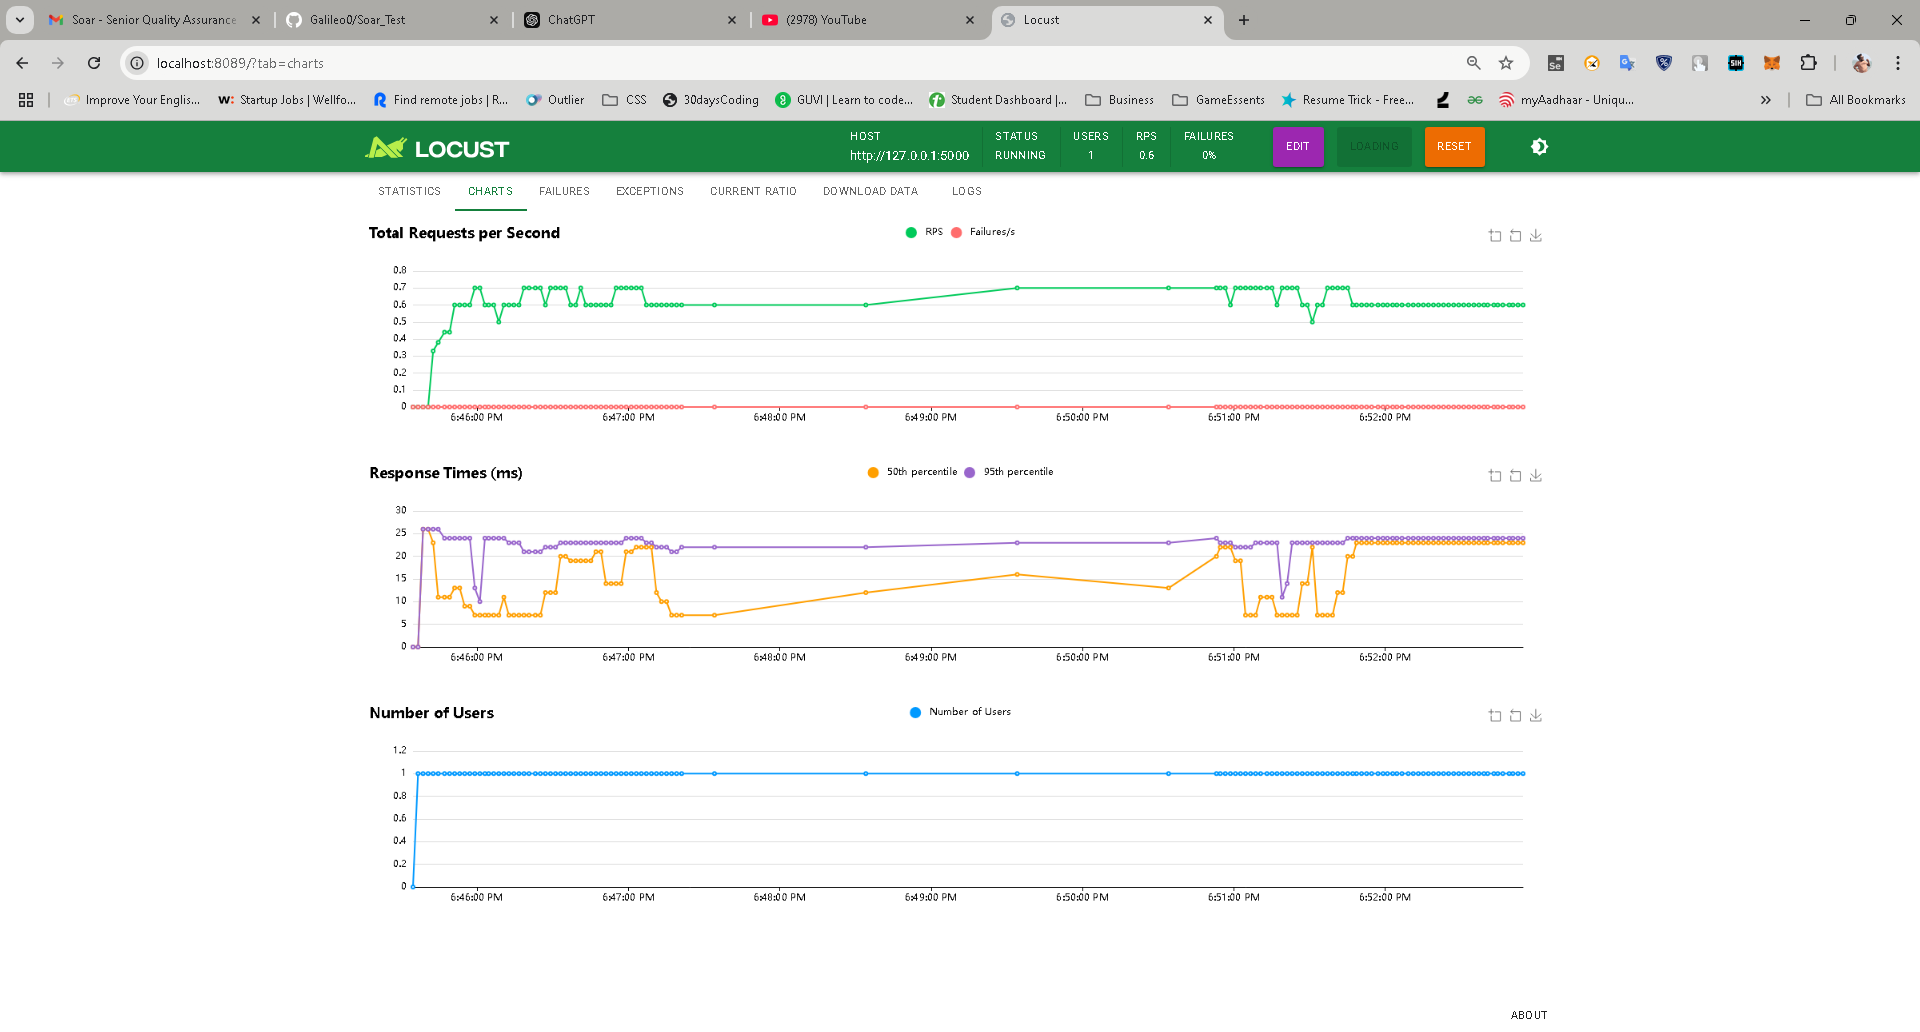 Soar - Senior Quality Assurance
Galileo0/Soar_Test
ChatGPT
(2978) YouTube
Locust
localhost:8089/?tab=charts
Improve Your Englis...
Startup Jobs | Wellfo...
Find remote jobs | R...
Outlier
CSS
30daysCoding
GUVI | Learn to code...
Student Dashboard |...
Business
GameEssents
Resume Trick - Free...
myAadhaar - Uniqu...
All Bookmarks
LOCUST
HOST
http://127.0.0.1:5000
STATUS
RUNNING
USERS
1
RPS
0.6
FAILURES
0%
EDIT
LOADING
RESET
STATISTICS
CHARTS
FAILURES
EXCEPTIONS
CURRENT RATIO
DOWNLOAD DATA
LOGS
Total Requests per Second
RPS
Failures/s
0.8
0.7
0.6
0.5
0.4
0.3
0.2
0.1
0
6:46:00 PM
6:47:00 PM
6:48:00 PM
6:49:00 PM
6:50:00 PM
6:51:00 PM
6:52:00 PM
Response Times (ms)
50th percentile
95th percentile
30
25
20
15
10
5
0
6:46:00 PM
6:47:00 PM
6:48:00 PM
6:49:00 PM
6:50:00 PM
6:51:00 PM
6:52:00 PM
Number of Users
Number of Users
1.2
1
0.8
0.6
0.4
0.2
0
6:46:00 PM
6:47:00 PM
6:48:00 PM
6:49:00 PM
6:50:00 PM
6:51:00 PM
6:52:00 PM
ABOUT